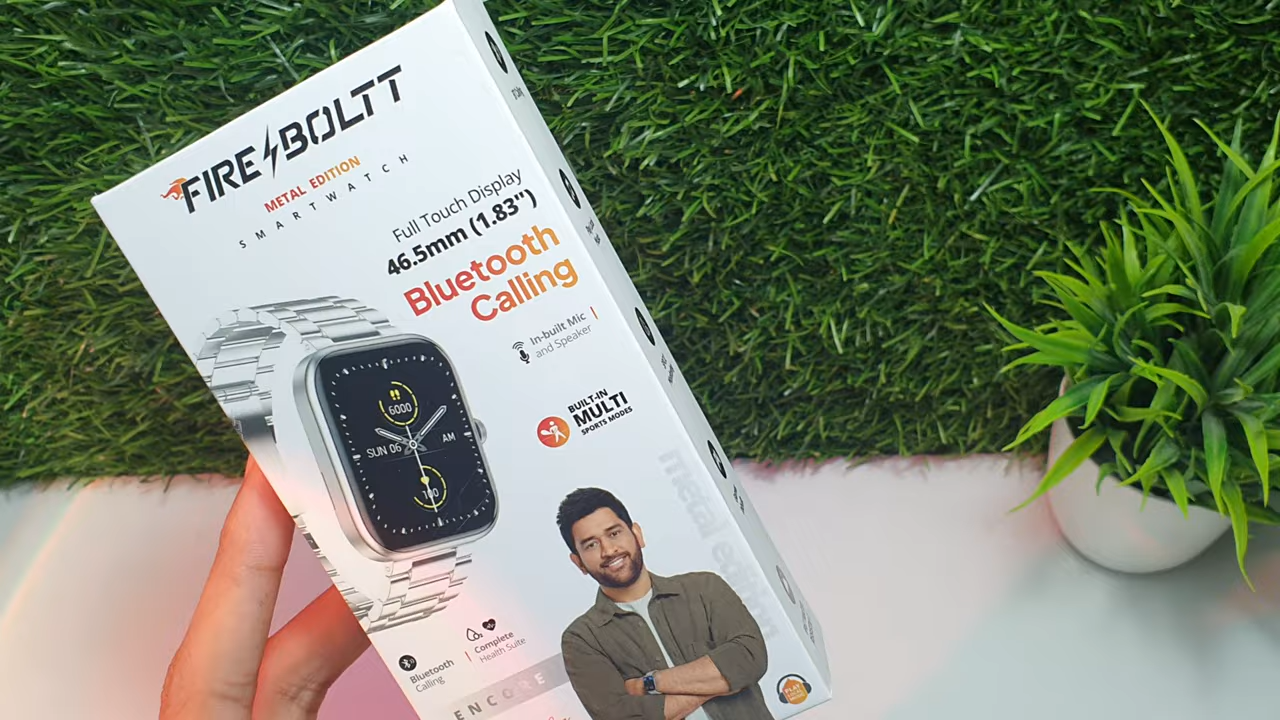 FIRE BOLTT
METAL EDITION
SMARTWATCH
Full Touch Display
46.5mm (1.83")
Bluetooth
Calling
In-built Mic
and Speaker
BUILT-IN
MULTI
SPORTS MODES
6000
SUN 06
AM
100
metal edition
Bluetooth
Calling
Complete
Health Suite
ENCORE
PLAY